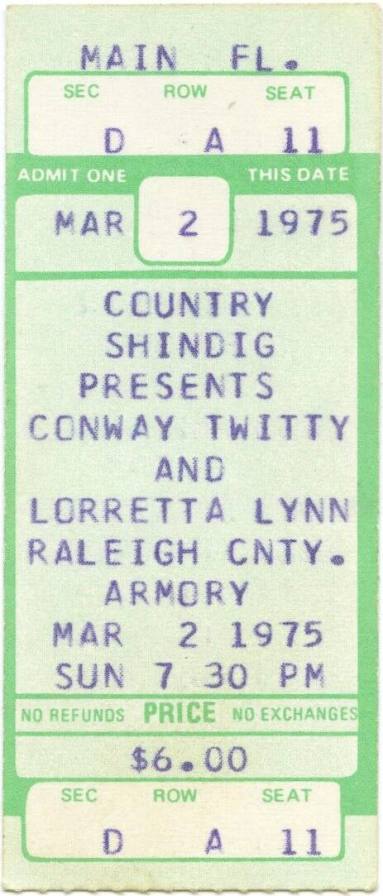 MAIN FL.
SEC ROW SEAT
D A 11
ADMIT ONE THIS DATE
MAR 2 1975
COUNTRY
SHINDIG
PRESENTS
CONWAY TWITTY
AND
LORRETTA LYNN
RALEIGH CNTY.
ARMORY
MAR 2 1975
SUN 7 30 PM
NO REFUNDS PRICE NO EXCHANGES
$6.00
SEC ROW SEAT
D A 11